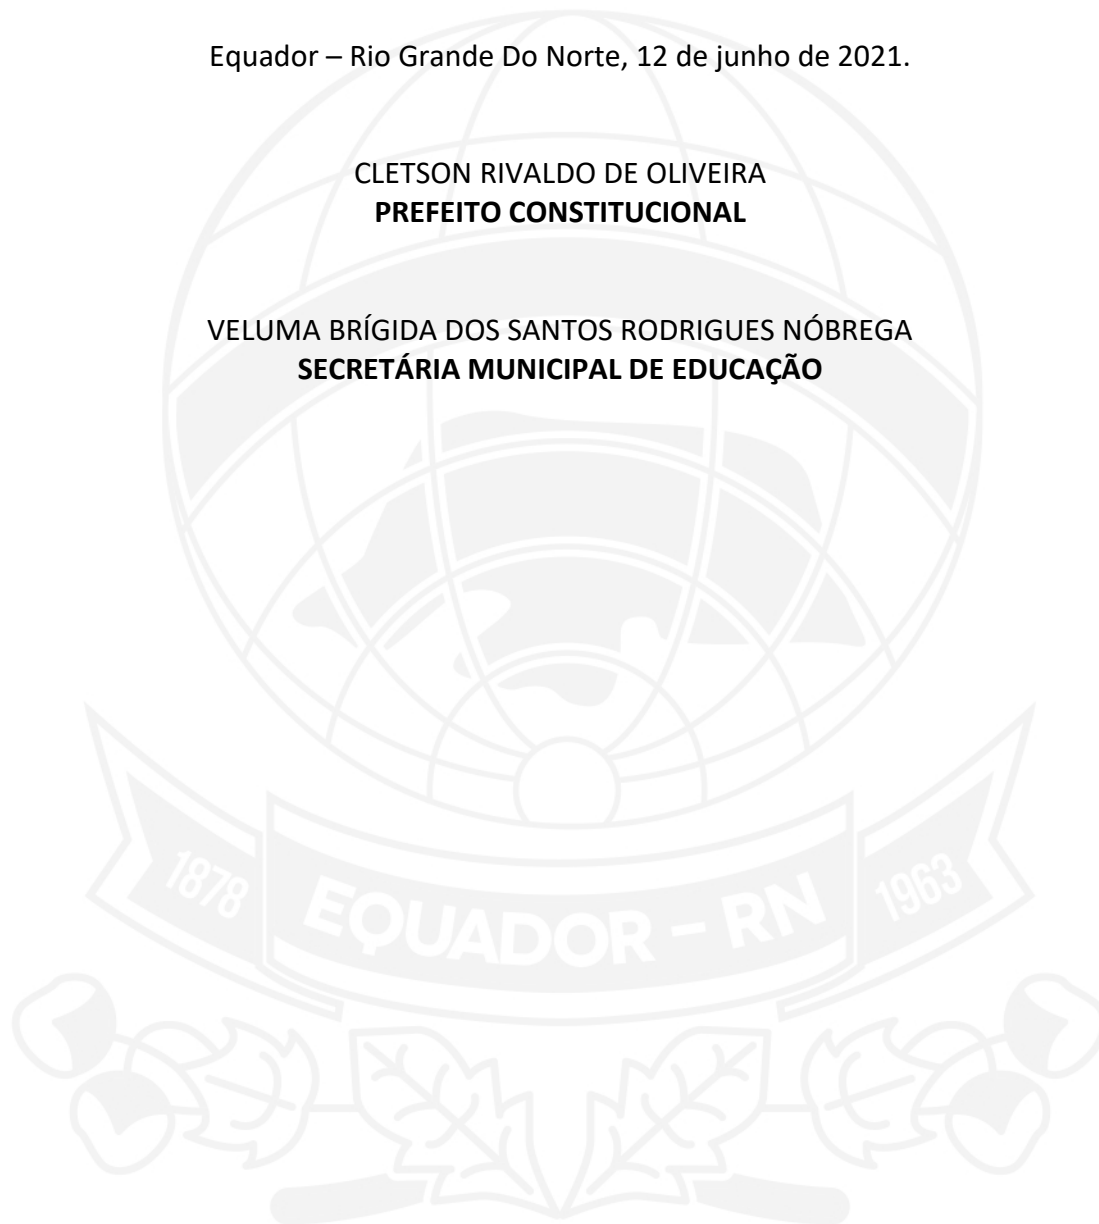 Equador – Rio Grande Do Norte, 12 de junho de 2021.
CLETSON RIVALDO DE OLIVEIRA
PREFEITO CONSTITUCIONAL
VELUMA BRÍGIDA DOS SANTOS RODRIGUES NÓBREGA
SECRETÁRIA MUNICIPAL DE EDUCAÇÃO
1878
EQUADOR - RN
1963